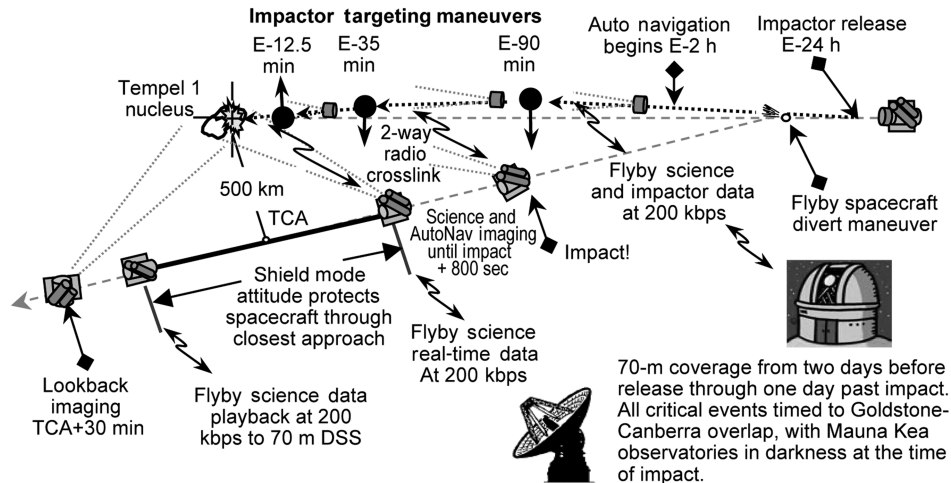 Impactor targeting maneuvers
E-12.5
min
E-35
min
E-90
min
Auto navigation
begins E-2 h
Impactor release
E-24 h
Tempel 1
nucleus
500 km
2-way
radio
crosslink
TCA
Science and
AutoNav imaging
until impact
+ 800 sec
Impact!
Flyby science
and impactor data
at 200 kbps
Flyby spacecraft
divert maneuver
Shield mode
attitude protects
spacecraft through
closest approach
Flyby science
real-time data
At 200 kbps
Lookback
imaging
TCA+30 min
Flyby science data
playback at 200
kbps to 70 m DSS
70-m coverage from two days before
release through one day past impact.
All critical events timed to Goldstone-
Canberra overlap, with Mauna Kea
observatories in darkness at the time
of impact.